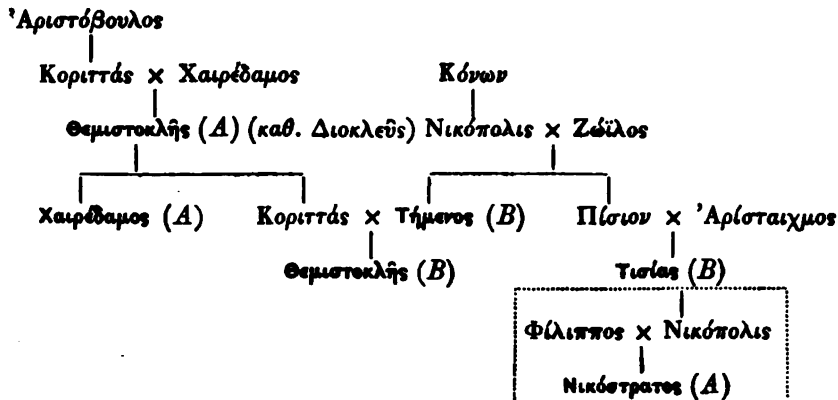 Ἀριστόβουλος
Κοριττάς × Χαιρέδαμος Κόνων
Θεμιστοκλῆς (A) (καθ. Διοκλεῦς) Νικόπολις × Ζώϊλος
Χαιρέδαμος (A) Κοριττάς × Τήμενος (B) Πίσιον × Ἀρίσταιχμος
Θεμιστοκλῆς (B) Τισίας (B)
Φίλιππος × Νικόπολις
Νικόστρατος (A)